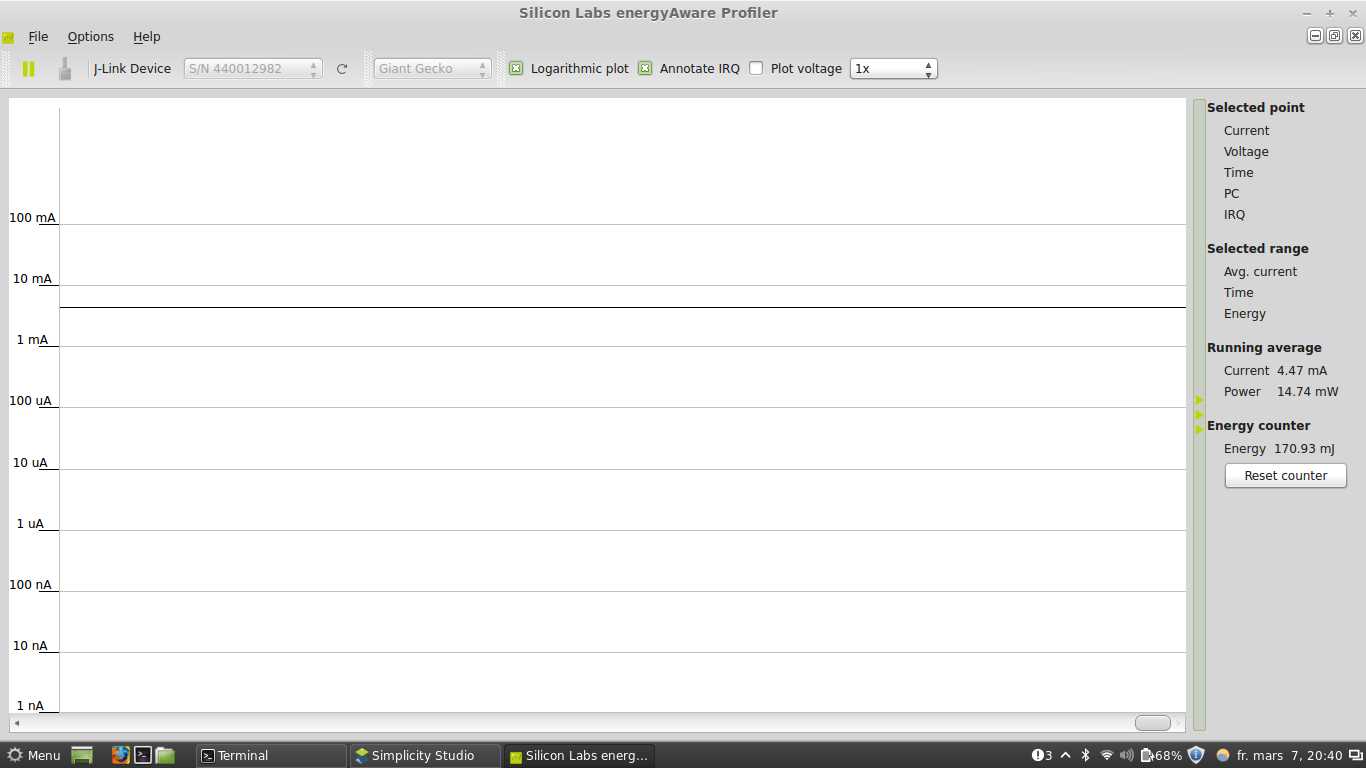 Silicon Labs energyAware Profiler
File Options Help
J-Link Device S/N 440012982 Giant Gecko Logarithmic plot Annotate IRQ Plot voltage 1x
100 mA
10 mA
1 mA
100 uA
10 uA
1 uA
100 nA
10 nA
1 nA
Selected point
Current
Voltage
Time
PC
IRQ
Selected range
Avg. current
Time
Energy
Running average
Current 4.47 mA
Power 14.74 mW
Energy counter
Energy 170.93 mJ
Reset counter
Menu Terminal Simplicity Studio Silicon Labs energ... 3 68% fr. mars 7, 20:40